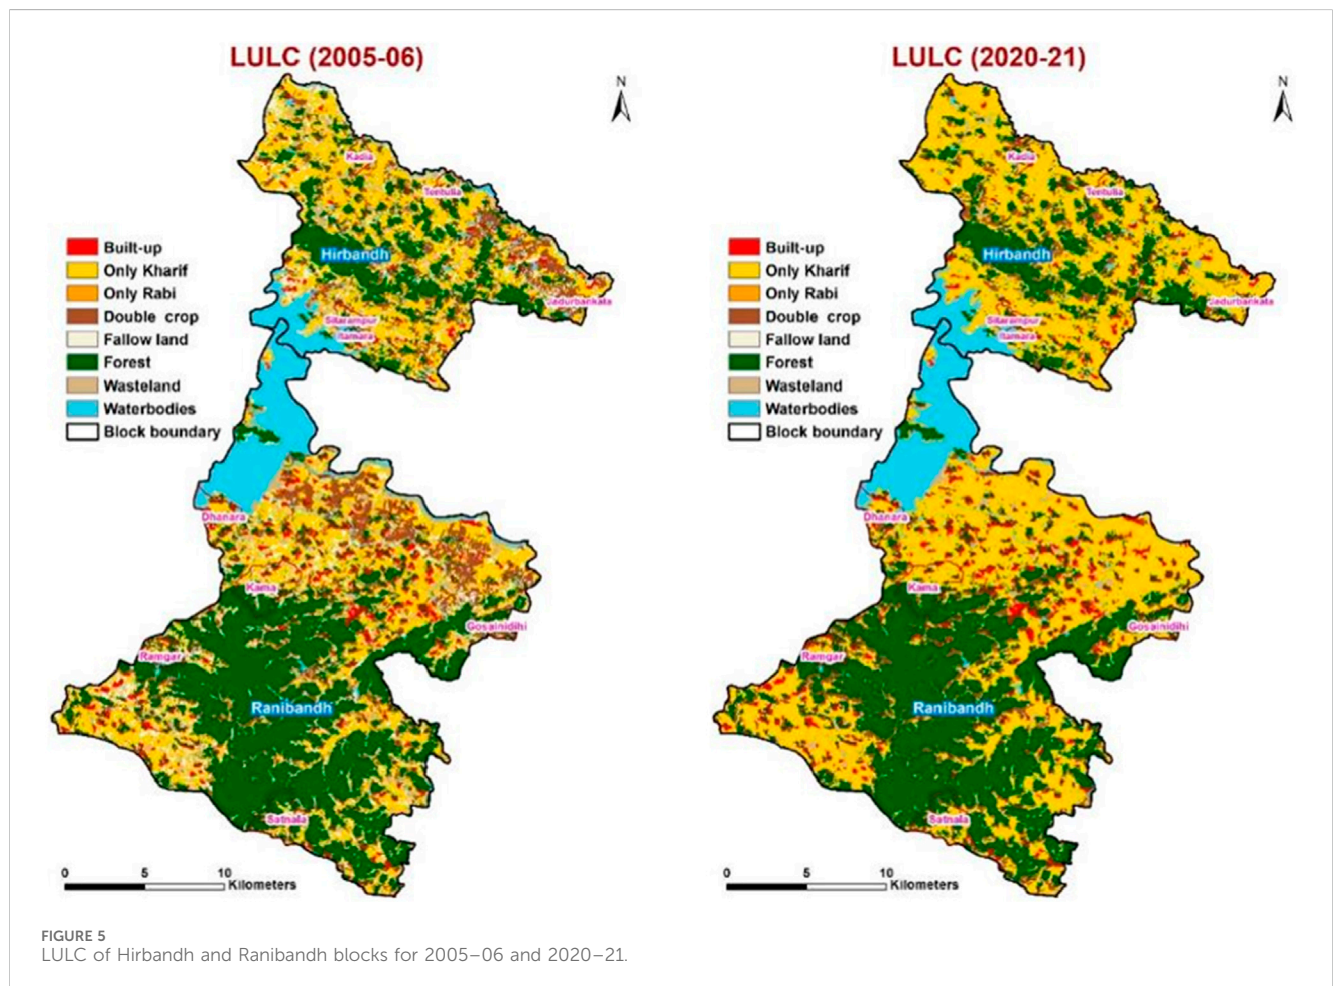 LULC (2005-06)
N
Kadia
Tentulia
Built-up
Only Kharif
Only Rabi
Double crop
Fallow land
Forest
Wasteland
Waterbodies
Block boundary
Hirbandh
Jadurbankata
Sitarampur
Itamara
Dhanara
Kama
Gosainidihi
Ramgar
Ranibandh
Satnala
0 5 10
Kilometers
LULC (2020-21)
N
Kadia
Tentulia
Built-up
Only Kharif
Only Rabi
Double crop
Fallow land
Forest
Wasteland
Waterbodies
Block boundary
Hirbandh
Jadurbankata
Sitarampur
Itamara
Dhanara
Kama
Gosainidihi
Ramgar
Ranibandh
Satnala
0 5 10
Kilometers
FIGURE 5
LULC of Hirbandh and Ranibandh blocks for 2005–06 and 2020–21.